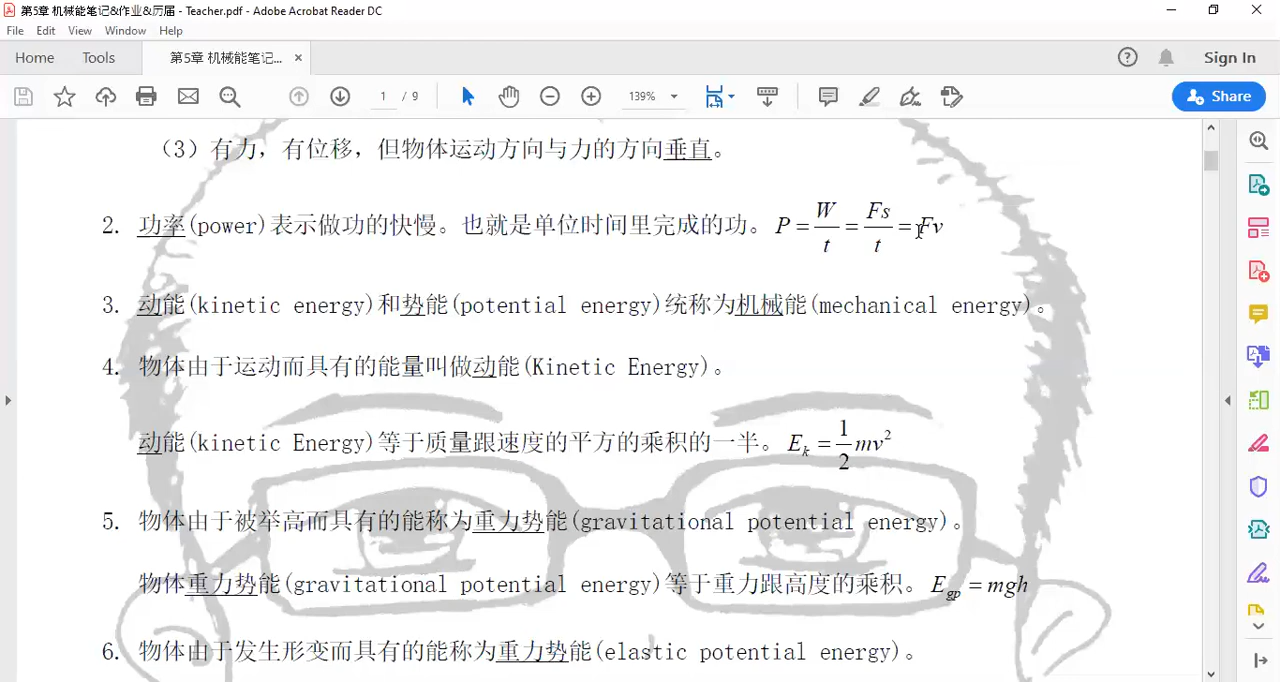 第5章 机械能笔记&作业&历届 - Teacher.pdf - Adobe Acrobat Reader DC
File Edit View Window Help
Home Tools 第5章 机械能笔记... × Sign In
1 / 9 139% Share
（3）有力，有位移，但物体运动方向与力的方向垂直。
2. 功率(power)表示做功的快慢。也就是单位时间里完成的功。 P = W/t = Fs/t = Fv
3. 动能(kinetic energy)和势能(potential energy)统称为机械能(mechanical energy)。
4. 物体由于运动而具有的能量叫做动能(Kinetic Energy)。
动能(kinetic Energy)等于质量跟速度的平方的乘积的一半。 E_k = 1/2 mv²
5. 物体由于被举高而具有的能称为重力势能(gravitational potential energy)。
物体重力势能(gravitational potential energy)等于重力跟高度的乘积。 E_gp = mgh
6. 物体由于发生形变而具有的能称为重力势能(elastic potential energy)。